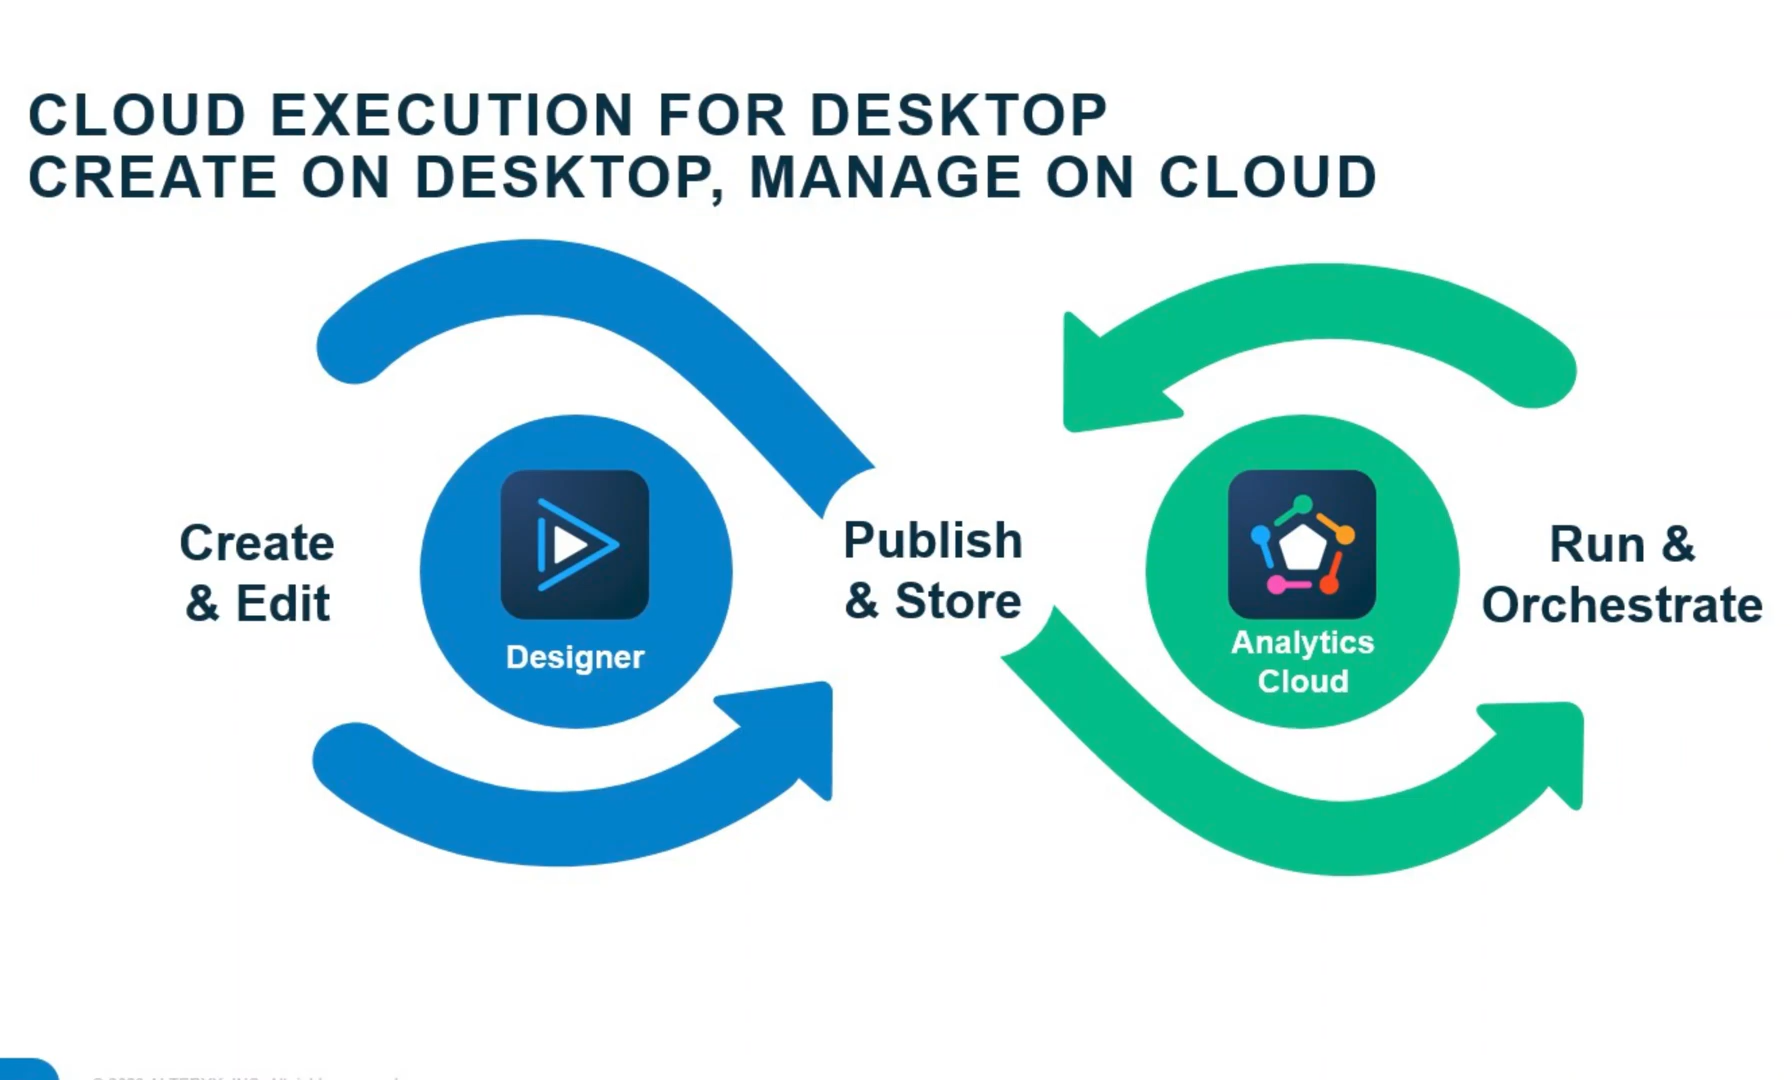 CLOUD EXECUTION FOR DESKTOP
CREATE ON DESKTOP, MANAGE ON CLOUD
Create
& Edit
Designer
Publish
& Store
Analytics
Cloud
Run &
Orchestrate